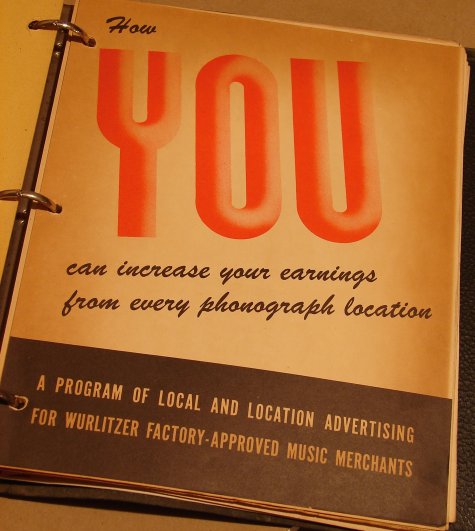 How
YOU
can increase your earnings
from every phonograph location
A PROGRAM OF LOCAL AND LOCATION ADVERTISING
FOR WURLITZER FACTORY-APPROVED MUSIC MERCHANTS